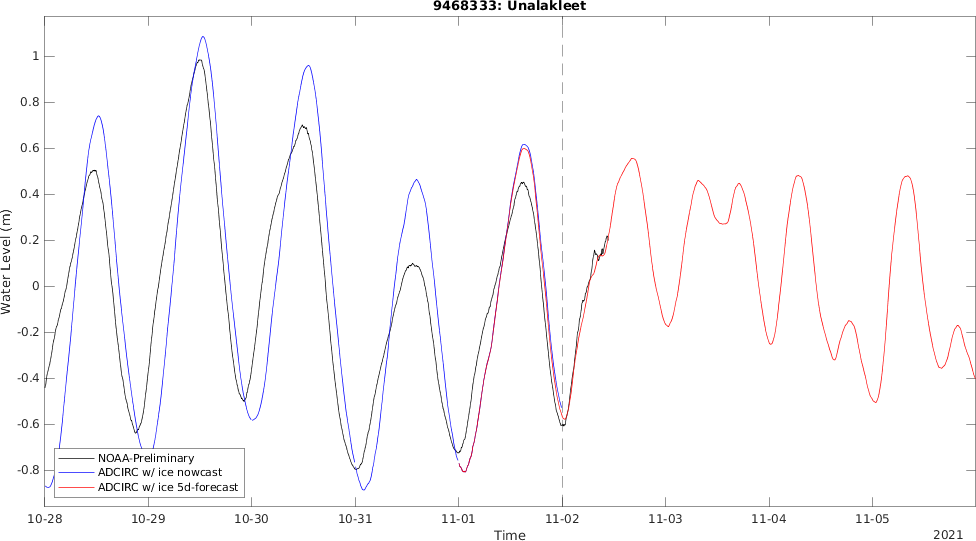 9468333: Unalakleet
Water Level (m)
1
0.8
0.6
0.4
0.2
0
-0.2
-0.4
-0.6
-0.8
NOAA-Preliminary
ADCIRC w/ ice nowcast
ADCIRC w/ ice 5d-forecast
10-28 10-29 10-30 10-31 11-01 11-02 11-03 11-04 11-05
Time
2021